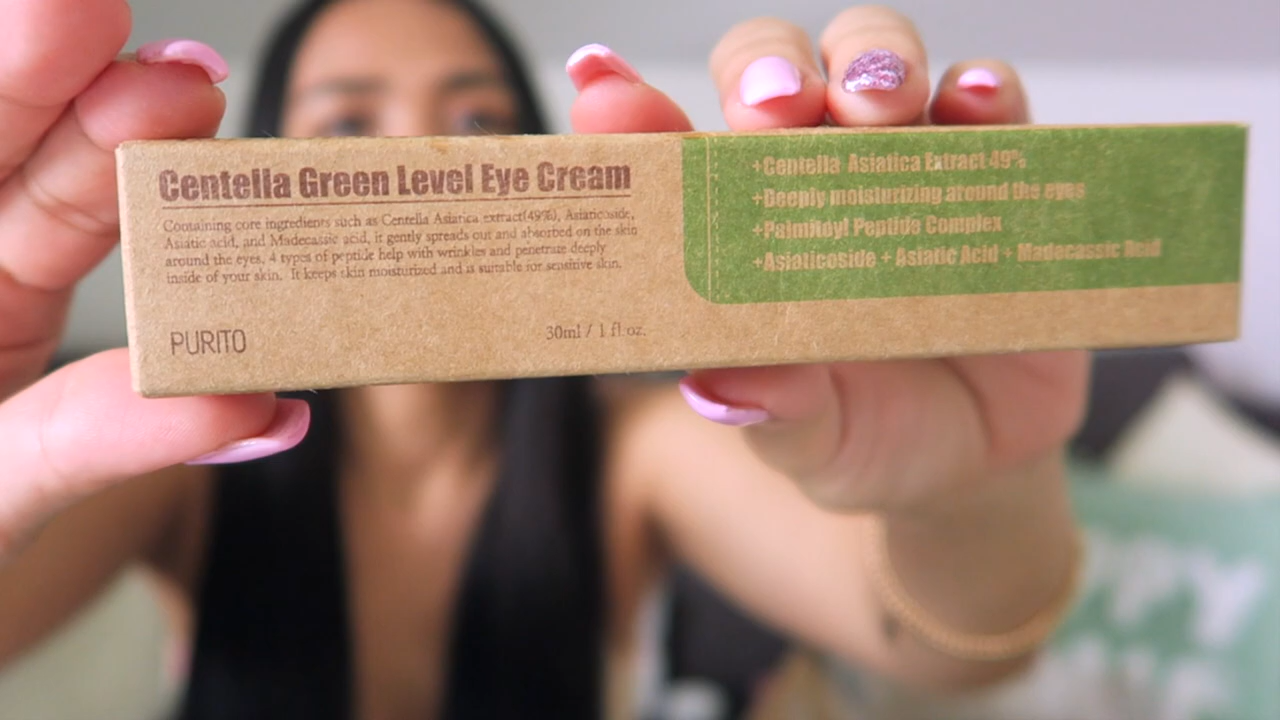 Centella Green Level Eye Cream
Containing core ingredients such as Centella Asiatica extract(49%), Asiaticoside,
Asiatic acid, and Madecassic acid, it gently spreads out and absorbed on the skin
around the eyes, 4 types of peptide help with wrinkles and penetrate deeply
inside of your skin. It keeps skin moisturized and is suitable for sensitive skin.
PURITO
30ml / 1 fl oz.
+Centella Asiatica Extract 49%
+Deeply moisturizing around the eyes
+Palmitoyl Peptide Complex
+Asiaticoside + Asiatic Acid + Madecassic Acid